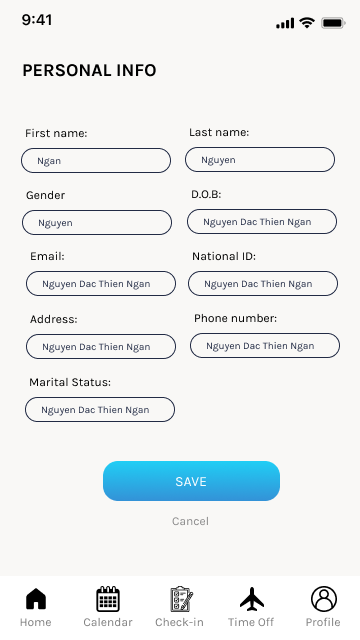 9:41
PERSONAL INFO
First name:
Last name:
Ngan
Nguyen
Gender
D.O.B:
Nguyen
Nguyen Dac Thien Ngan
Email:
National ID:
Nguyen Dac Thien Ngan
Nguyen Dac Thien Ngan
Address:
Phone number:
Nguyen Dac Thien Ngan
Nguyen Dac Thien Ngan
Marital Status:
Nguyen Dac Thien Ngan
SAVE
Cancel
Home
Calendar
Check-in
Time Off
Profile